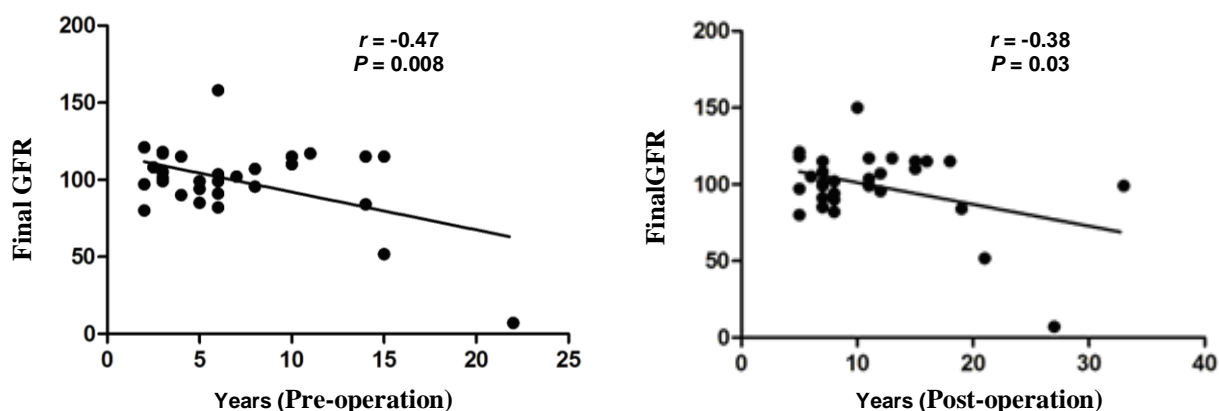 200
150
100
50
0
0 5 10 15 20 25
Final GFR
r = -0.47
P = 0.008
Years (Pre-operation)
200
150
100
50
0
0 10 20 30 40
FinalGFR
r = -0.38
P = 0.03
Years (Post-operation)